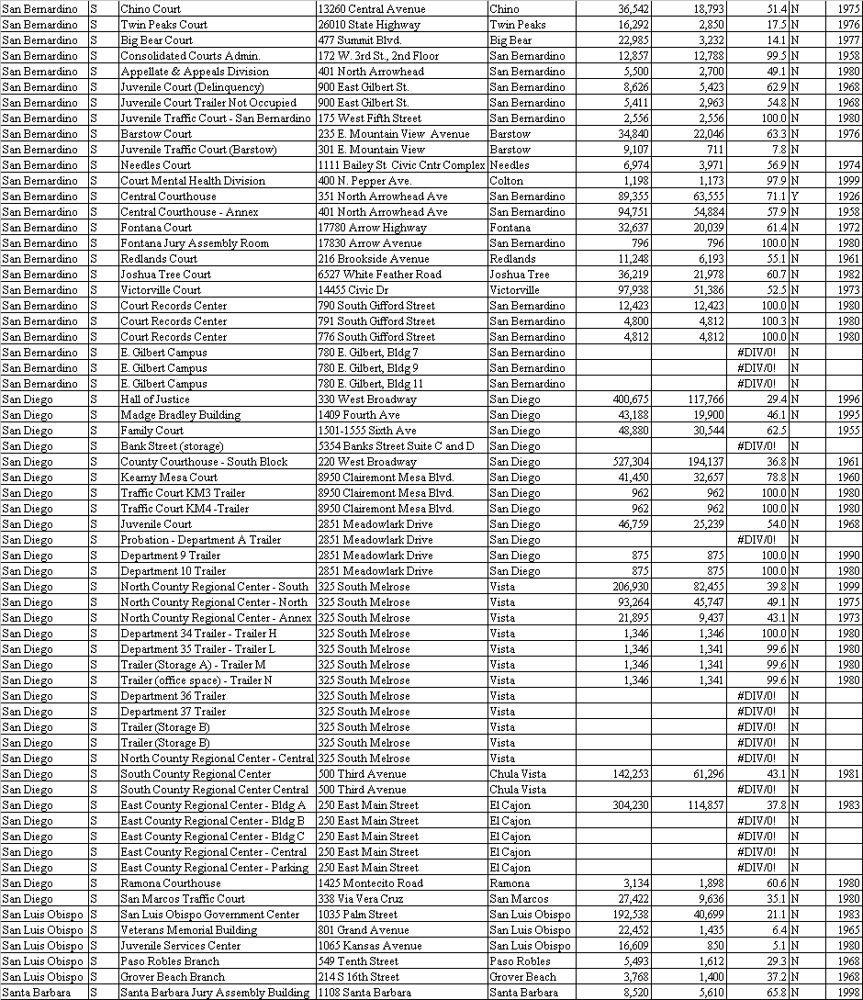 San Bernardino S Chino Court 13260 Central Avenue Chino 36,542 18,793 51.4 N 1975
San Bernardino S Twin Peaks Court 26010 State Highway Twin Peaks 16,292 2,850 17.5 N 1976
San Bernardino S Big Bear Court 477 Summit Blvd. Big Bear 22,985 3,232 14.1 N 1977
San Bernardino S Consolidated Courts Admin. 172 W. 3rd St., 2nd Floor San Bernardino 12,857 12,788 99.5 N 1958
San Bernardino S Appellate & Appeals Division 401 North Arrowhead San Bernardino 5,500 2,700 49.1 N 1980
San Bernardino S Juvenile Court (Delinquency) 900 East Gilbert St. San Bernardino 8,626 5,423 62.9 N 1968
San Bernardino S Juvenile Court Trailer Not Occupied 900 East Gilbert St. San Bernardino 5,411 2,963 54.8 N 1968
San Bernardino S Juvenile Traffic Court - San Bernardino 175 West Fifth Street San Bernardino 2,556 2,556 100.0 N 1980
San Bernardino S Barstow Court 235 E. Mountain View Avenue Barstow 34,840 22,046 63.3 N 1976
San Bernardino S Juvenile Traffic Court (Barstow) 301 E. Mountain View Barstow 9,107 711 7.8 N
San Bernardino S Needles Court 1111 Bailey St Civic Cntr Complex Needles 6,974 3,971 56.9 N 1974
San Bernardino S Court Mental Health Division 400 N. Pepper Ave. Colton 1,198 1,173 97.9 N 1999
San Bernardino S Central Courthouse 351 North Arrowhead Ave San Bernardino 89,355 63,555 71.1 Y 1926
San Bernardino S Central Courthouse - Annex 401 North Arrowhead Ave San Bernardino 94,751 54,884 57.9 N 1958
San Bernardino S Fontana Court 17780 Arrow Highway Fontana 32,637 20,039 61.4 N 1972
San Bernardino S Fontana Jury Assembly Room 17830 Arrow Avenue San Bernardino 796 796 100.0 N 1980
San Bernardino S Redlands Court 216 Brookside Avenue Redlands 11,248 6,193 55.1 N 1961
San Bernardino S Joshua Tree Court 6527 White Feather Road Joshua Tree 36,219 21,978 60.7 N 1982
San Bernardino S Victorville Court 14455 Civic Dr Victorville 97,938 51,386 52.5 N 1973
San Bernardino S Court Records Center 790 South Gifford Street San Bernardino 12,423 12,423 100.0 N 1980
San Bernardino S Court Records Center 791 South Gifford Street San Bernardino 4,800 4,812 100.3 N 1980
San Bernardino S Court Records Center 776 South Gifford Street San Bernardino 4,812 4,812 100.0 N 1980
San Bernardino S E. Gilbert Campus 780 E. Gilbert, Bldg 7 San Bernardino #DIV/0! N
San Bernardino S E. Gilbert Campus 780 E. Gilbert, Bldg 9 San Bernardino #DIV/0! N
San Bernardino S E. Gilbert Campus 780 E. Gilbert, Bldg 11 San Bernardino #DIV/0! N
San Diego S Hall of Justice 330 West Broadway San Diego 400,675 117,766 29.4 N 1996
San Diego S Madge Bradley Building 1409 Fourth Ave San Diego 43,188 19,900 46.1 N 1995
San Diego S Family Court 1501-1555 Sixth Ave San Diego 48,880 30,544 62.5 1955
San Diego S Bank Street (storage) 5354 Banks Street Suite C and D San Diego #DIV/0! N
San Diego S County Courthouse - South Block 220 West Broadway San Diego 527,304 194,137 36.8 N 1961
San Diego S Kearny Mesa Court 8950 Clairemont Mesa Blvd. San Diego 41,450 32,657 78.8 N 1960
San Diego S Traffic Court KM3 Trailer 8950 Clairemont Mesa Blvd. San Diego 962 962 100.0 N 1980
San Diego S Traffic Court KM4 -Trailer 8950 Clairemont Mesa Blvd. San Diego 962 962 100.0 N 1980
San Diego S Juvenile Court 2851 Meadowlark Drive San Diego 46,759 25,239 54.0 N 1968
San Diego S Probation - Department A Trailer 2851 Meadowlark Drive San Diego #DIV/0! N
San Diego S Department 9 Trailer 2851 Meadowlark Drive San Diego 875 875 100.0 N 1990
San Diego S Department 10 Trailer 2851 Meadowlark Drive San Diego 875 875 100.0 N 1980
San Diego S North County Regional Center - South 325 South Melrose Vista 206,930 82,455 39.8 N 1999
San Diego S North County Regional Center - North 325 South Melrose Vista 93,264 45,747 49.1 N 1975
San Diego S North County Regional Center - Annex 325 South Melrose Vista 21,895 9,437 43.1 N 1973
San Diego S Department 34 Trailer - Trailer H 325 South Melrose Vista 1,346 1,346 100.0 N 1980
San Diego S Department 35 Trailer - Trailer L 325 South Melrose Vista 1,346 1,341 99.6 N 1980
San Diego S Trailer (Storage A) - Trailer M 325 South Melrose Vista 1,346 1,341 99.6 N 1980
San Diego S Trailer (office space) - Trailer N 325 South Melrose Vista 1,346 1,341 99.6 N 1980
San Diego S Department 36 Trailer 325 South Melrose Vista #DIV/0! N
San Diego S Department 37 Trailer 325 South Melrose Vista #DIV/0! N
San Diego S Trailer (Storage B) 325 South Melrose Vista #DIV/0! N
San Diego S Trailer (Storage B) 325 South Melrose Vista #DIV/0! N
San Diego S North County Regional Center - Central 325 South Melrose Vista #DIV/0! N
San Diego S South County Regional Center 500 Third Avenue Chula Vista 142,253 61,296 43.1 N 1981
San Diego S South County Regional Center Central 500 Third Avenue Chula Vista #DIV/0! N
San Diego S East County Regional Center - Bldg A 250 East Main Street El Cajon 304,230 114,857 37.8 N 1983
San Diego S East County Regional Center - Bldg B 250 East Main Street El Cajon #DIV/0! N
San Diego S East County Regional Center - Bldg C 250 East Main Street El Cajon #DIV/0! N
San Diego S East County Regional Center - Central 250 East Main Street El Cajon #DIV/0! N
San Diego S East County Regional Center - Parking 250 East Main Street El Cajon #DIV/0! N
San Diego S Ramona Courthouse 1425 Montecito Road Ramona 3,134 1,898 60.6 N 1980
San Diego S San Marcos Traffic Court 338 Via Vera Cruz San Marcos 27,422 9,636 35.1 N 1980
San Luis Obispo S San Luis Obispo Government Center 1035 Palm Street San Luis Obispo 192,538 40,699 21.1 N 1983
San Luis Obispo S Veterans Memorial Building 801 Grand Avenue San Luis Obispo 22,452 1,435 6.4 N 1965
San Luis Obispo S Juvenile Services Center 1065 Kansas Avenue San Luis Obispo 16,609 850 5.1 N 1980
San Luis Obispo S Paso Robles Branch 549 Tenth Street Paso Robles 5,493 1,612 29.3 N 1968
San Luis Obispo S Grover Beach Branch 214 S 16th Street Grover Beach 3,768 1,400 37.2 N 1968
Santa Barbara S Santa Barbara Jury Assembly Building 1108 Santa Barbara Santa Barbara 8,520 5,610 65.8 N 1998